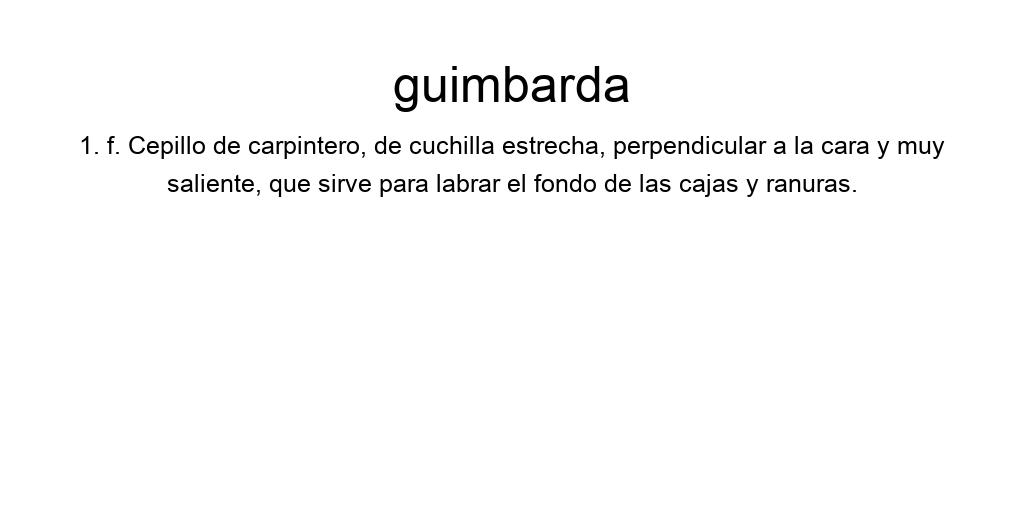 guimbarda
1. f. Cepillo de carpintero, de cuchilla estrecha, perpendicular a la cara y muy
saliente, que sirve para labrar el fondo de las cajas y ranuras.